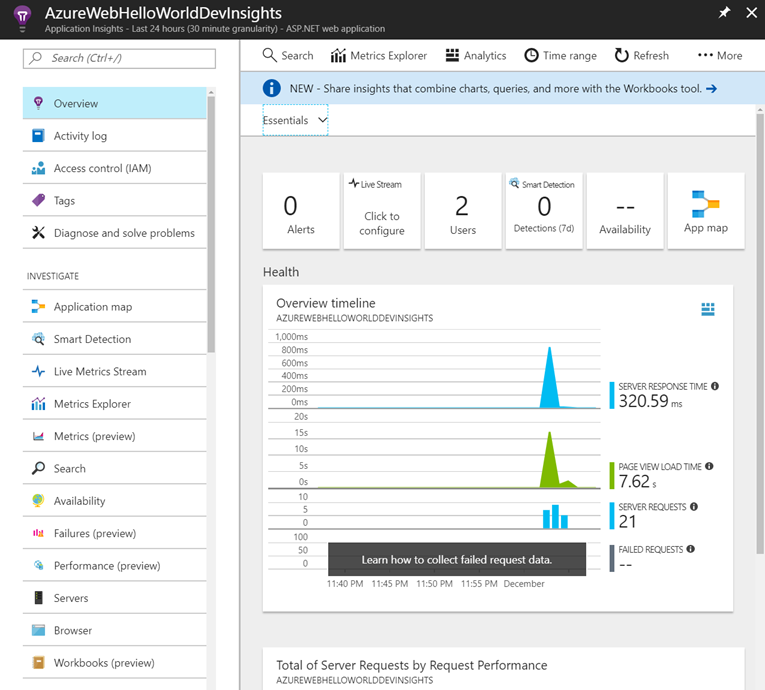 AzureWebHelloWorldDevInsights
Application Insights - Last 24 hours (30 minute granularity) - ASP.NET web application
Search (Ctrl+/)
Overview
Activity log
Access control (IAM)
Tags
Diagnose and solve problems
INVESTIGATE
Application map
Smart Detection
Live Metrics Stream
Metrics Explorer
Metrics (preview)
Search
Availability
Failures (preview)
Performance (preview)
Servers
Browser
Workbooks (preview)
Search
Metrics Explorer
Analytics
Time range
Refresh
More
NEW - Share insights that combine charts, queries, and more with the Workbooks tool.
Essentials
0
Alerts
Live Stream
Click to
configure
2
Users
Smart Detection
0
Detections (7d)
--
Availability
App map
Health
Overview timeline
AZUREWEBHELLOWORLDDEVINSIGHTS
1,000ms
800ms
600ms
400ms
200ms
0ms
SERVER RESPONSE TIME
320.59 ms
20s
15s
10s
5s
0s
PAGE VIEW LOAD TIME
7.62 s
10
5
0
SERVER REQUESTS
21
100
50
0
Learn how to collect failed request data.
FAILED REQUESTS
--
11:40 PM 11:45 PM 11:50 PM 11:55 PM December
Total of Server Requests by Request Performance
AZUREWEBHELLOWORLDDEVINSIGHTS